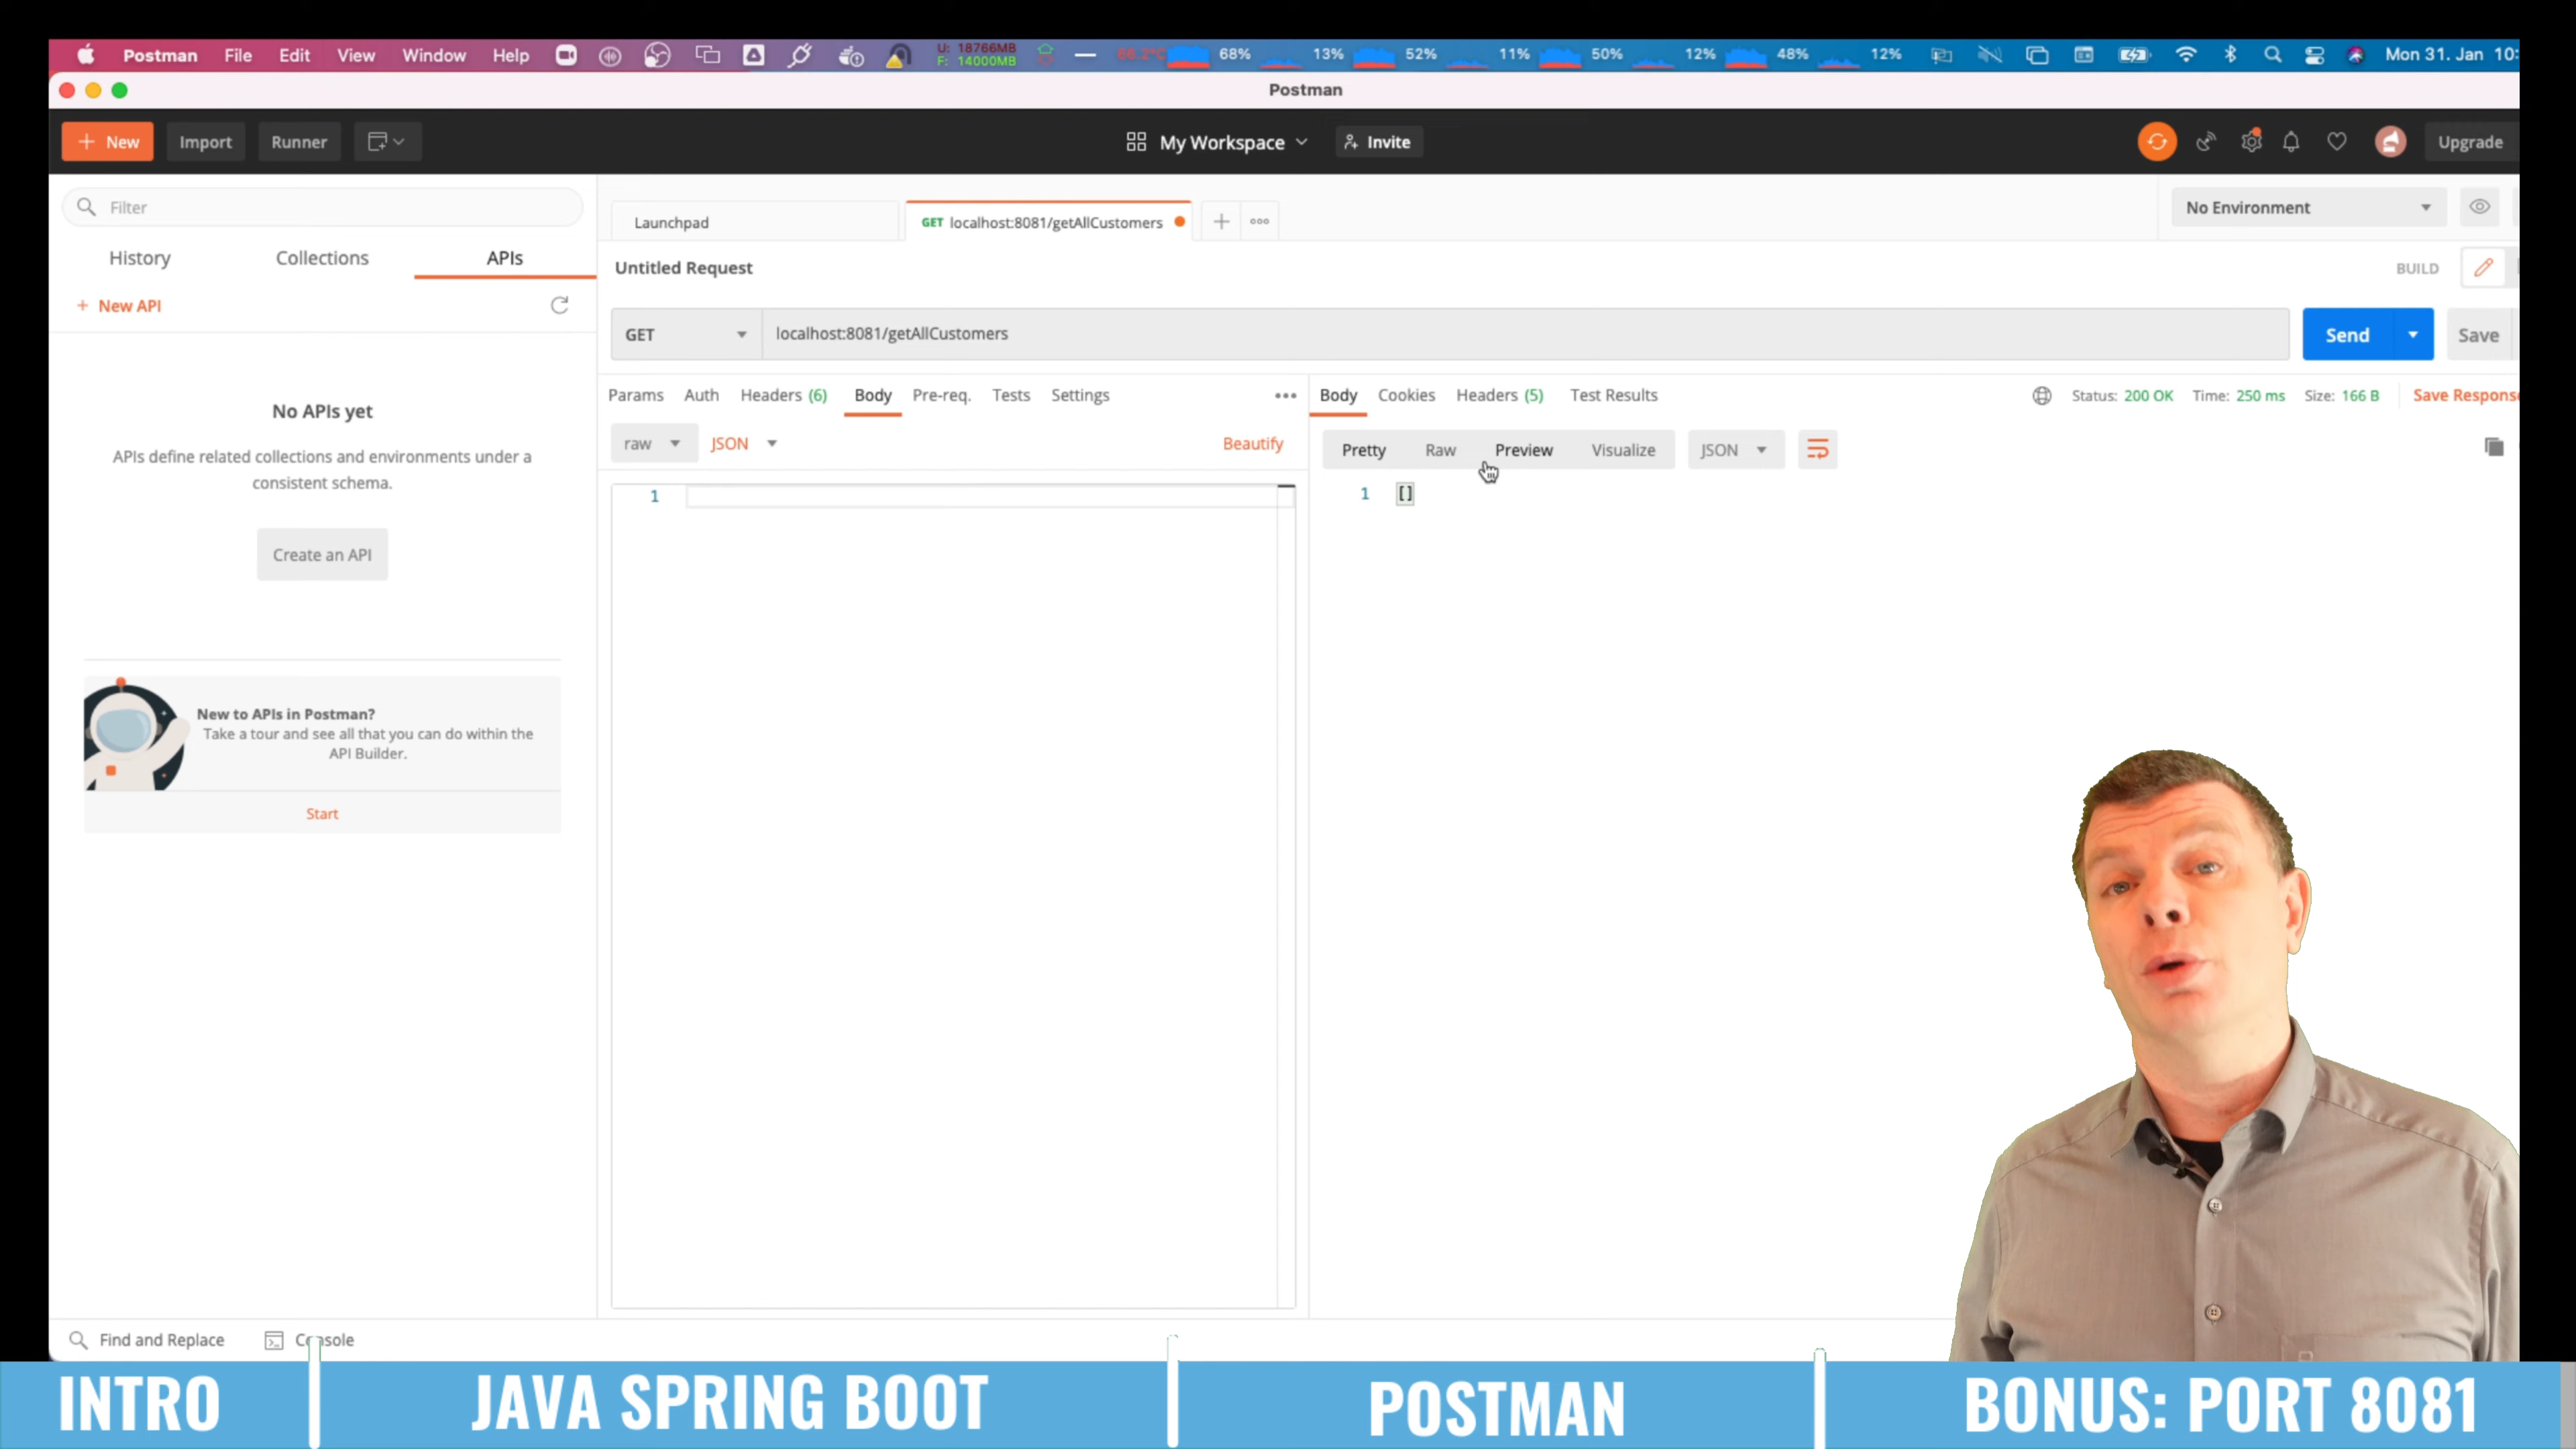 Postman File Edit View Window Help U: 18766MB F: 14000MB 68% 13% 52% 11% 50% 12% 48% 12% Mon 31. Jan 10:
Postman
New Import Runner My Workspace Invite Upgrade
Filter
Launchpad GET localhost:8081/getAllCustomers No Environment
History Collections APIs
Untitled Request BUILD
+ New API
GET localhost:8081/getAllCustomers Send Save
Params Auth Headers (6) Body Pre-req. Tests Settings
Body Cookies Headers (5) Test Results Status: 200 OK Time: 250 ms Size: 166 B Save Respons
raw JSON Beautify
Pretty Raw Preview Visualize JSON
1
1 []
No APIs yet
APIs define related collections and environments under a
consistent schema.
Create an API
New to APIs in Postman?
Take a tour and see all that you can do within the
API Builder.
Start
Find and Replace Console
INTRO JAVA SPRING BOOT POSTMAN BONUS: PORT 8081